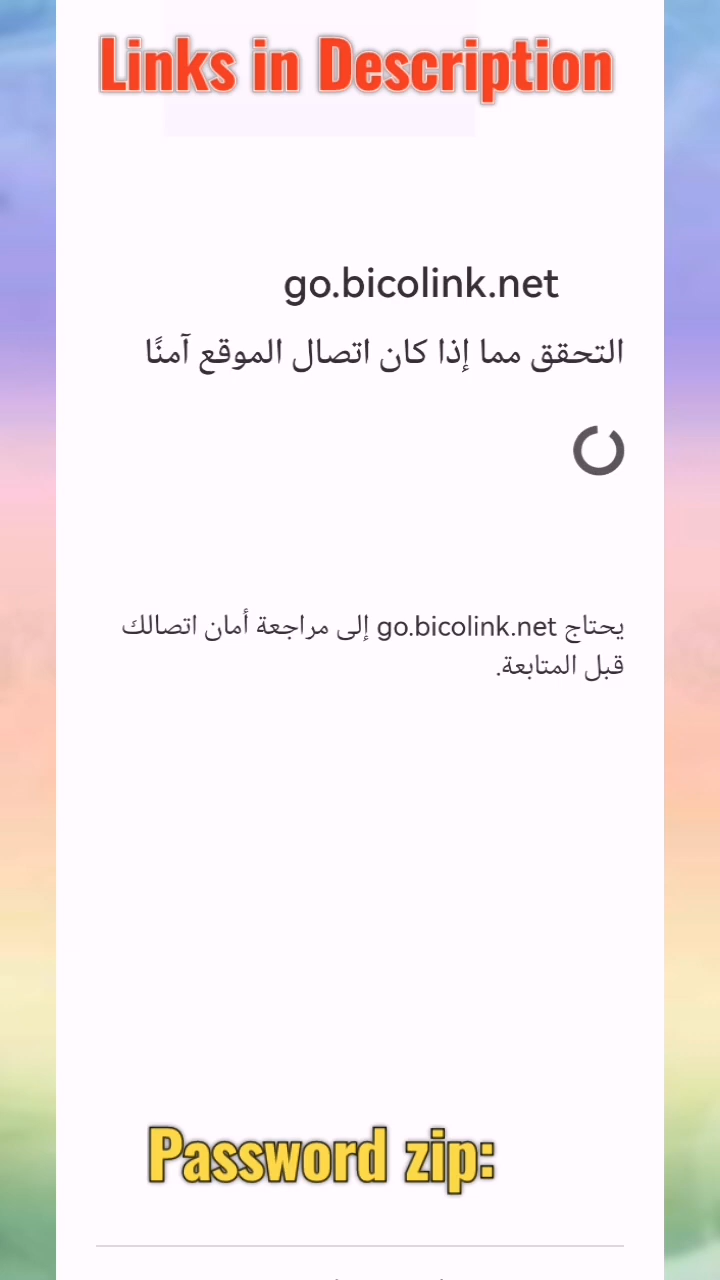 Links in Description
go.bicolink.net
التحقق مما إذا كان اتصال الموقع آمنًا
يحتاج go.bicolink.net إلى مراجعة أمان اتصالك
قبل المتابعة.
Password zip: